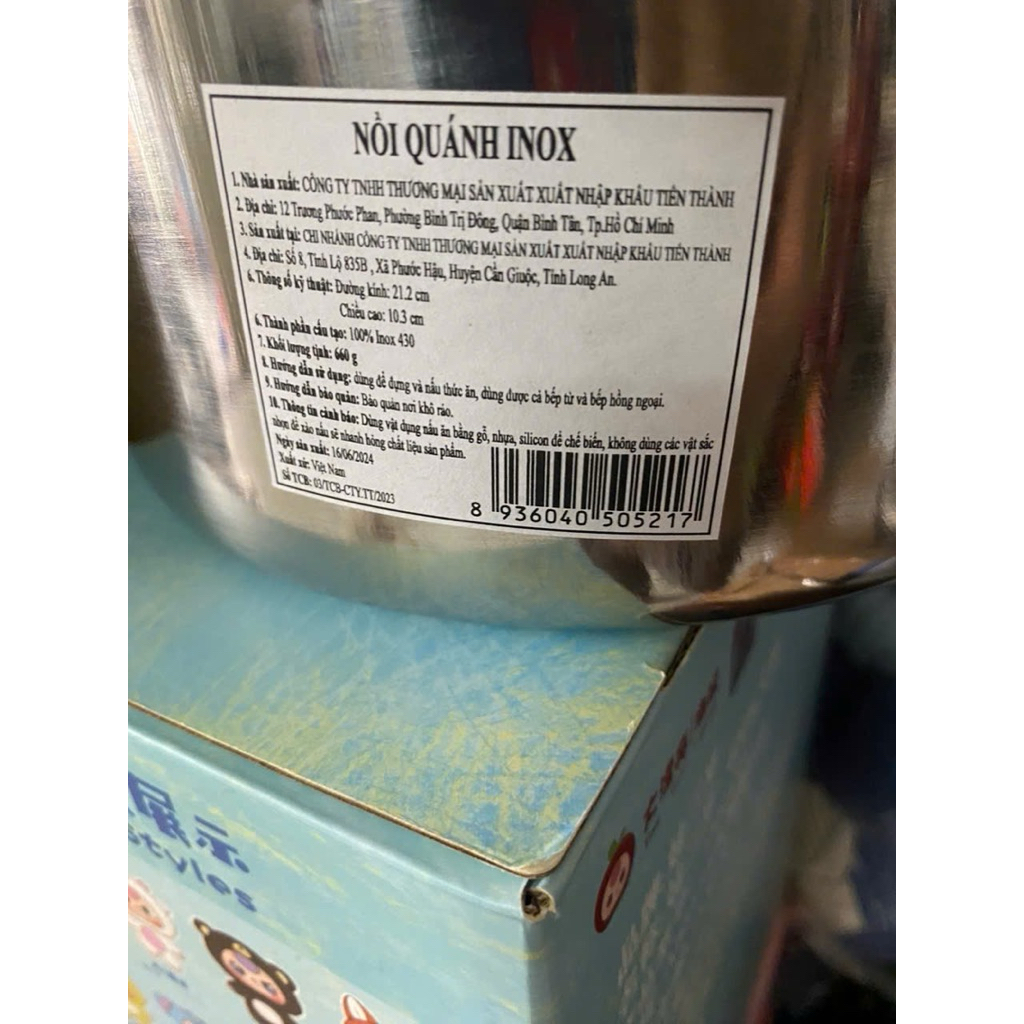 NỒI QUÁNH INOX
1. Nhà sản xuất: CÔNG TY TNHH THƯƠNG MẠI SẢN XUẤT XUẤT NHẬP KHẨU TIẾN THÀNH
2. Địa chỉ: 12 Trương Phước Phan, Phường Bình Trị Đông, Quận Bình Tân, Tp.Hồ Chí Minh
3. Sản xuất tại: CHI NHÁNH CÔNG TY TNHH THƯƠNG MẠI SẢN XUẤT XUẤT NHẬP KHẨU TIẾN THÀNH
4. Địa chỉ: Số 8, Tỉnh Lộ 835B , Xã Phước Hậu, Huyện Cần Giuộc, Tỉnh Long An.
6. Thông số kỹ thuật: Đường kính: 21.2 cm
Chiều cao: 10.3 cm
6. Thành phần cấu tạo: 100% Inox 430
7. Khối lượng tịnh: 660 g
8. Hướng dẫn sử dụng: dùng để đựng và nấu thức ăn, dùng được cả bếp từ và bếp hồng ngoại.
9. Hướng dẫn bảo quản: Bảo quản nơi khô ráo.
10. Thông tin cảnh báo: Dùng vật dụng nấu ăn bằng gỗ, nhựa, silicon để chế biến, không dùng các vật sắc
nhọn để xào nấu sẽ nhanh hỏng chất liệu sản phẩm.
Ngày sản xuất: 16/06/2024
Xuất xứ: Việt Nam
Số TCB: 03/TCB-CTY.TT/2023
8 936040 505217
展示
Styles